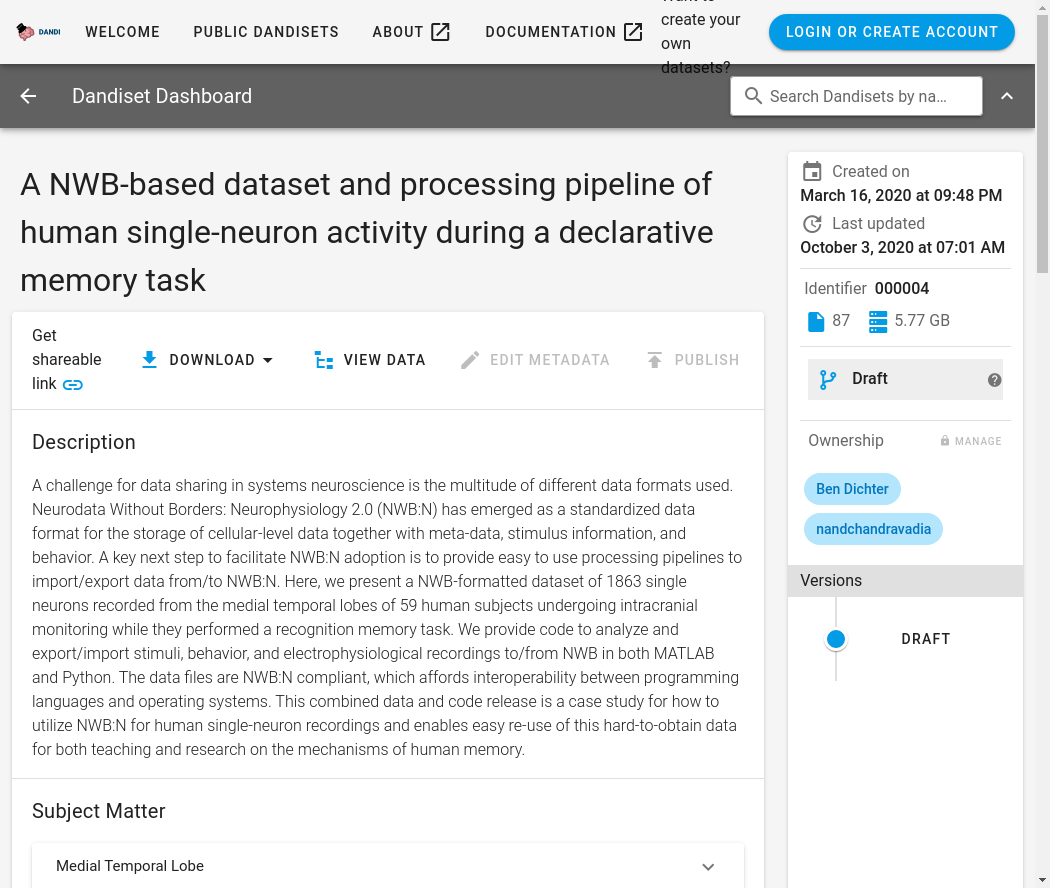 DANDI
WELCOME
PUBLIC DANDISETS
ABOUT
DOCUMENTATION
create your
own
datasets?
LOGIN OR CREATE ACCOUNT
Dandiset Dashboard
Search Dandisets by na…
A NWB-based dataset and processing pipeline of
human single-neuron activity during a declarative
memory task
Get
shareable
link
DOWNLOAD
VIEW DATA
EDIT METADATA
PUBLISH
Description
A challenge for data sharing in systems neuroscience is the multitude of different data formats used.
Neurodata Without Borders: Neurophysiology 2.0 (NWB:N) has emerged as a standardized data
format for the storage of cellular-level data together with meta-data, stimulus information, and
behavior. A key next step to facilitate NWB:N adoption is to provide easy to use processing pipelines to
import/export data from/to NWB:N. Here, we present a NWB-formatted dataset of 1863 single
neurons recorded from the medial temporal lobes of 59 human subjects undergoing intracranial
monitoring while they performed a recognition memory task. We provide code to analyze and
export/import stimuli, behavior, and electrophysiological recordings to/from NWB in both MATLAB
and Python. The data files are NWB:N compliant, which affords interoperability between programming
languages and operating systems. This combined data and code release is a case study for how to
utilize NWB:N for human single-neuron recordings and enables easy re-use of this hard-to-obtain data
for both teaching and research on the mechanisms of human memory.
Subject Matter
Medial Temporal Lobe
Created on
March 16, 2020 at 09:48 PM
Last updated
October 3, 2020 at 07:01 AM
Identifier 000004
87 5.77 GB
Draft
Ownership
MANAGE
Ben Dichter
nandchandravadia
Versions
DRAFT